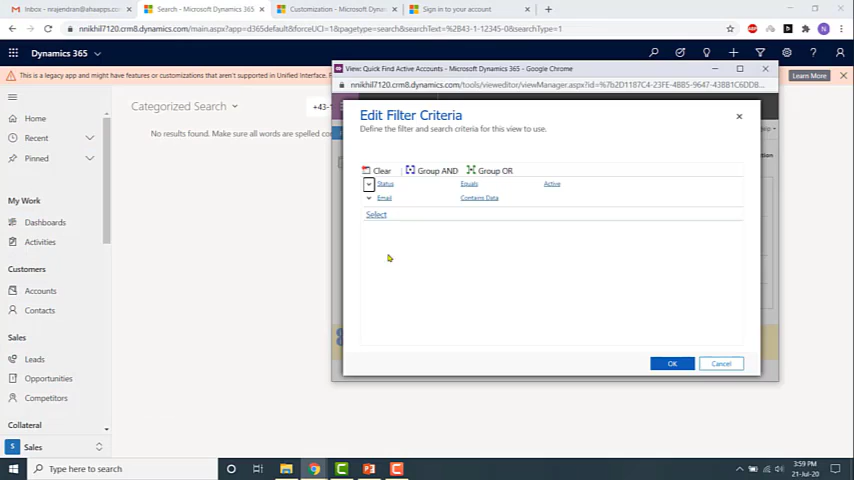 Inbox - nrajendran@shaapps.co
Search - Microsoft Dynamics 365
Customization - Microsoft Dynam
Sign in to your account
nnikhil7120.crm8.dynamics.com/main.aspx?app=d365default&forceUCI=1&pagetype=search&searchText=%2B43-1-12345-0&searchType=1
N
Dynamics 365
This is a legacy app and might have features or customizations that aren't supported in Unified Interface.
Learn More
View: Quick Find Active Accounts - Microsoft Dynamics 365 - Google Chrome
nnikhil7120.crm8.dynamics.com/tools/vieweditor/viewManager.aspx?id=%7b2D1187C4-23FE-4BB5-9647-43BB1C6DD8...
Categorized Search
+43-1
No results found. Make sure all words are spelled co
Home
Recent
Pinned
My Work
Dashboards
Activities
Customers
Accounts
Contacts
Sales
Leads
Opportunities
Competitors
Collateral
S Sales
Edit Filter Criteria
Define the filter and search criteria for this view to use.
Clear
Group AND
Group OR
Status Equals Active
Email Contains Data
Select
OK
Cancel
Type here to search
3:59 PM
21-Jul-20